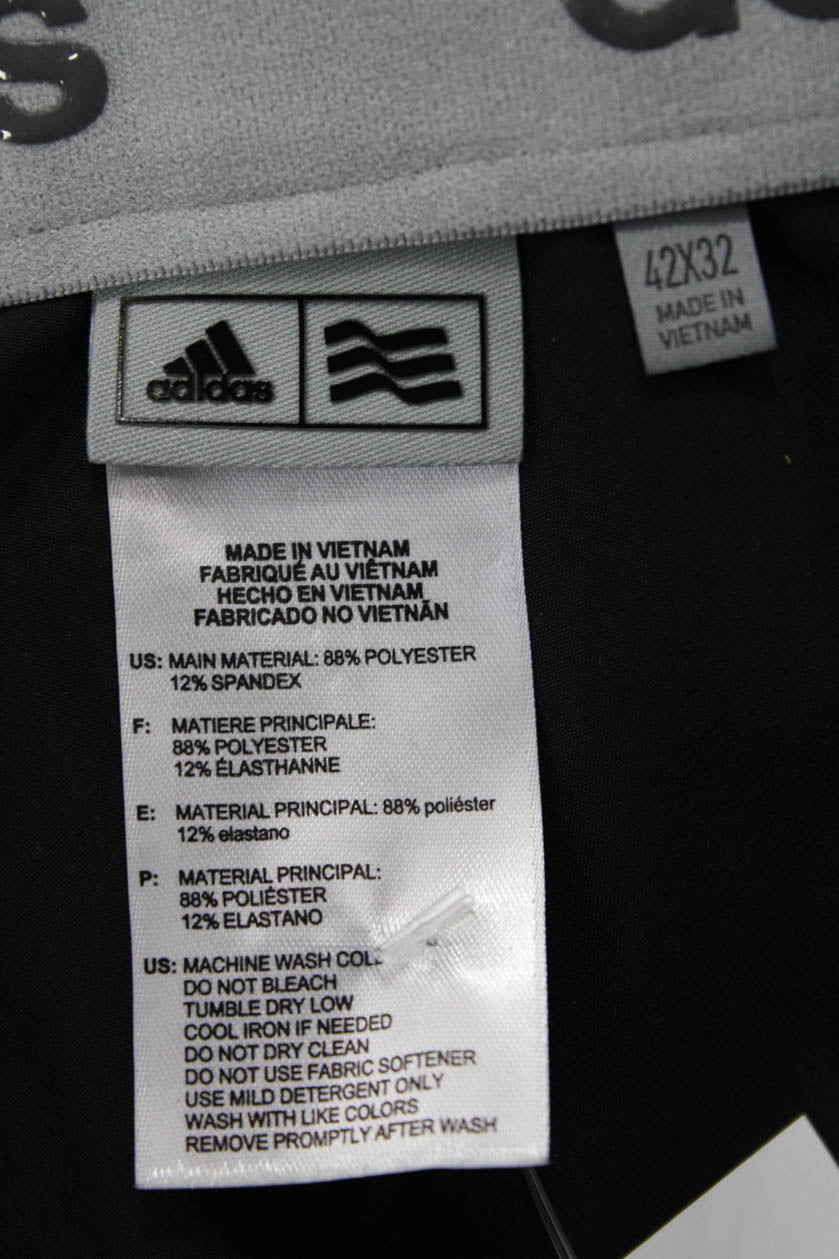 42X32
MADE IN
VIETNAM
adidas
MADE IN VIETNAM
FABRIQUÉ AU VIÊTNAM
HECHO EN VIETNAM
FABRICADO NO VIETNÃN
US: MAIN MATERIAL: 88% POLYESTER
12% SPANDEX
F: MATIERE PRINCIPALE:
88% POLYESTER
12% ÉLASTHANNE
E: MATERIAL PRINCIPAL: 88% poliéster
12% elastano
P: MATERIAL PRINCIPAL:
88% POLIÉSTER
12% ELASTANO
US: MACHINE WASH
DO NOT BLEACH
TUMBLE DRY LOW
COOL IRON IF NEEDED
DO NOT DRY CLEAN
DO NOT USE FABRIC SOFTENER
USE MILD DETERGENT ONLY
WASH WITH LIKE COLORS
REMOVE PROMPTLY AFTER WASH